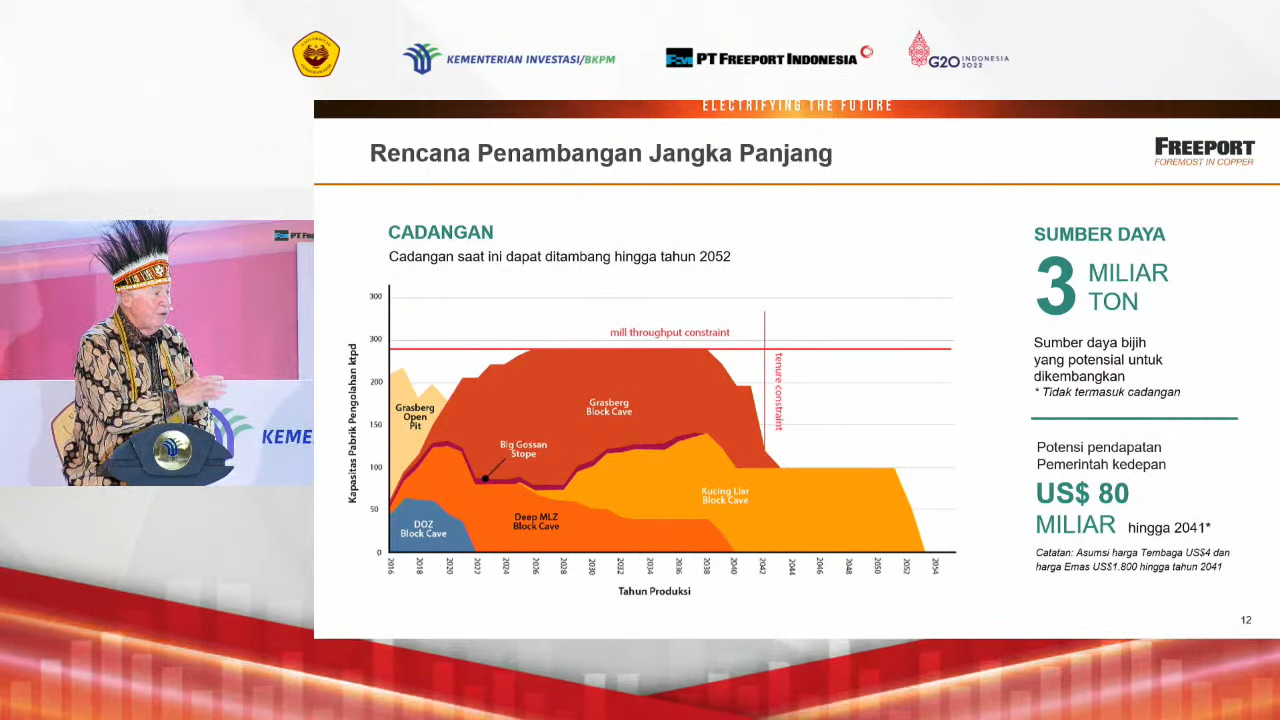 KEMENTERIAN INVESTASI/BKPM
PT FREEPORT INDONESIA
G20 INDONESIA
2022
ELECTRIFYING THE FUTURE
Rencana Penambangan Jangka Panjang
FREEPORT
FOREMOST IN COPPER
CADANGAN
Cadangan saat ini dapat ditambang hingga tahun 2052
Kapasitas Pabrik Pengolahan ktpd
300
300
200
150
100
50
0
mill throughput constraint
tenure constraint
Grasberg
Open
Pit
Grasberg
Block Cave
Big Gossan
Stope
Kucing Liar
Block Cave
Deep MLZ
Block Cave
DOZ
Block Cave
2016
2018
2020
2022
2024
2026
2028
2030
2032
2034
2036
2038
2040
2042
2044
2046
2048
2050
2052
2054
Tahun Produksi
SUMBER DAYA
3 MILIAR
TON
Sumber daya bijih
yang potensial untuk
dikembangkan
* Tidak termasuk cadangan
Potensi pendapatan
Pemerintah kedepan
US$ 80
MILIAR hingga 2041*
Catatan: Asumsi harga Tembaga US$4 dan
harga Emas US$1.800 hingga tahun 2041
12
PT
KEME